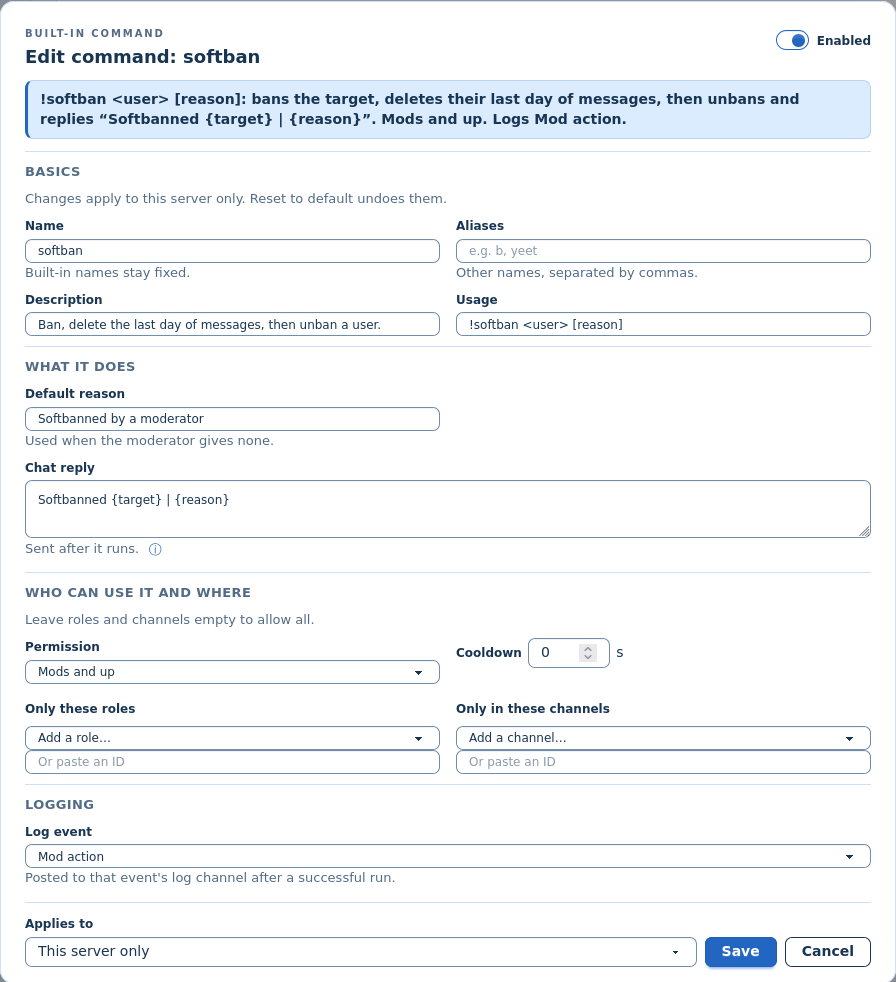 BUILT-IN COMMAND
Edit command: softban
Enabled
!softban <user> [reason]: bans the target, deletes their last day of messages, then unbans and
replies “Softbanned {target} | {reason}”. Mods and up. Logs Mod action.
BASICS
Changes apply to this server only. Reset to default undoes them.
Name
Aliases
softban
e.g. b, yeet
Built-in names stay fixed.
Other names, separated by commas.
Description
Usage
Ban, delete the last day of messages, then unban a user.
!softban <user> [reason]
WHAT IT DOES
Default reason
Softbanned by a moderator
Used when the moderator gives none.
Chat reply
Softbanned {target} | {reason}
Sent after it runs. ⓘ
WHO CAN USE IT AND WHERE
Leave roles and channels empty to allow all.
Permission
Mods and up
Cooldown 0 s
Only these roles
Only in these channels
Add a role...
Add a channel...
Or paste an ID
Or paste an ID
LOGGING
Log event
Mod action
Posted to that event's log channel after a successful run.
Applies to
This server only
Save
Cancel